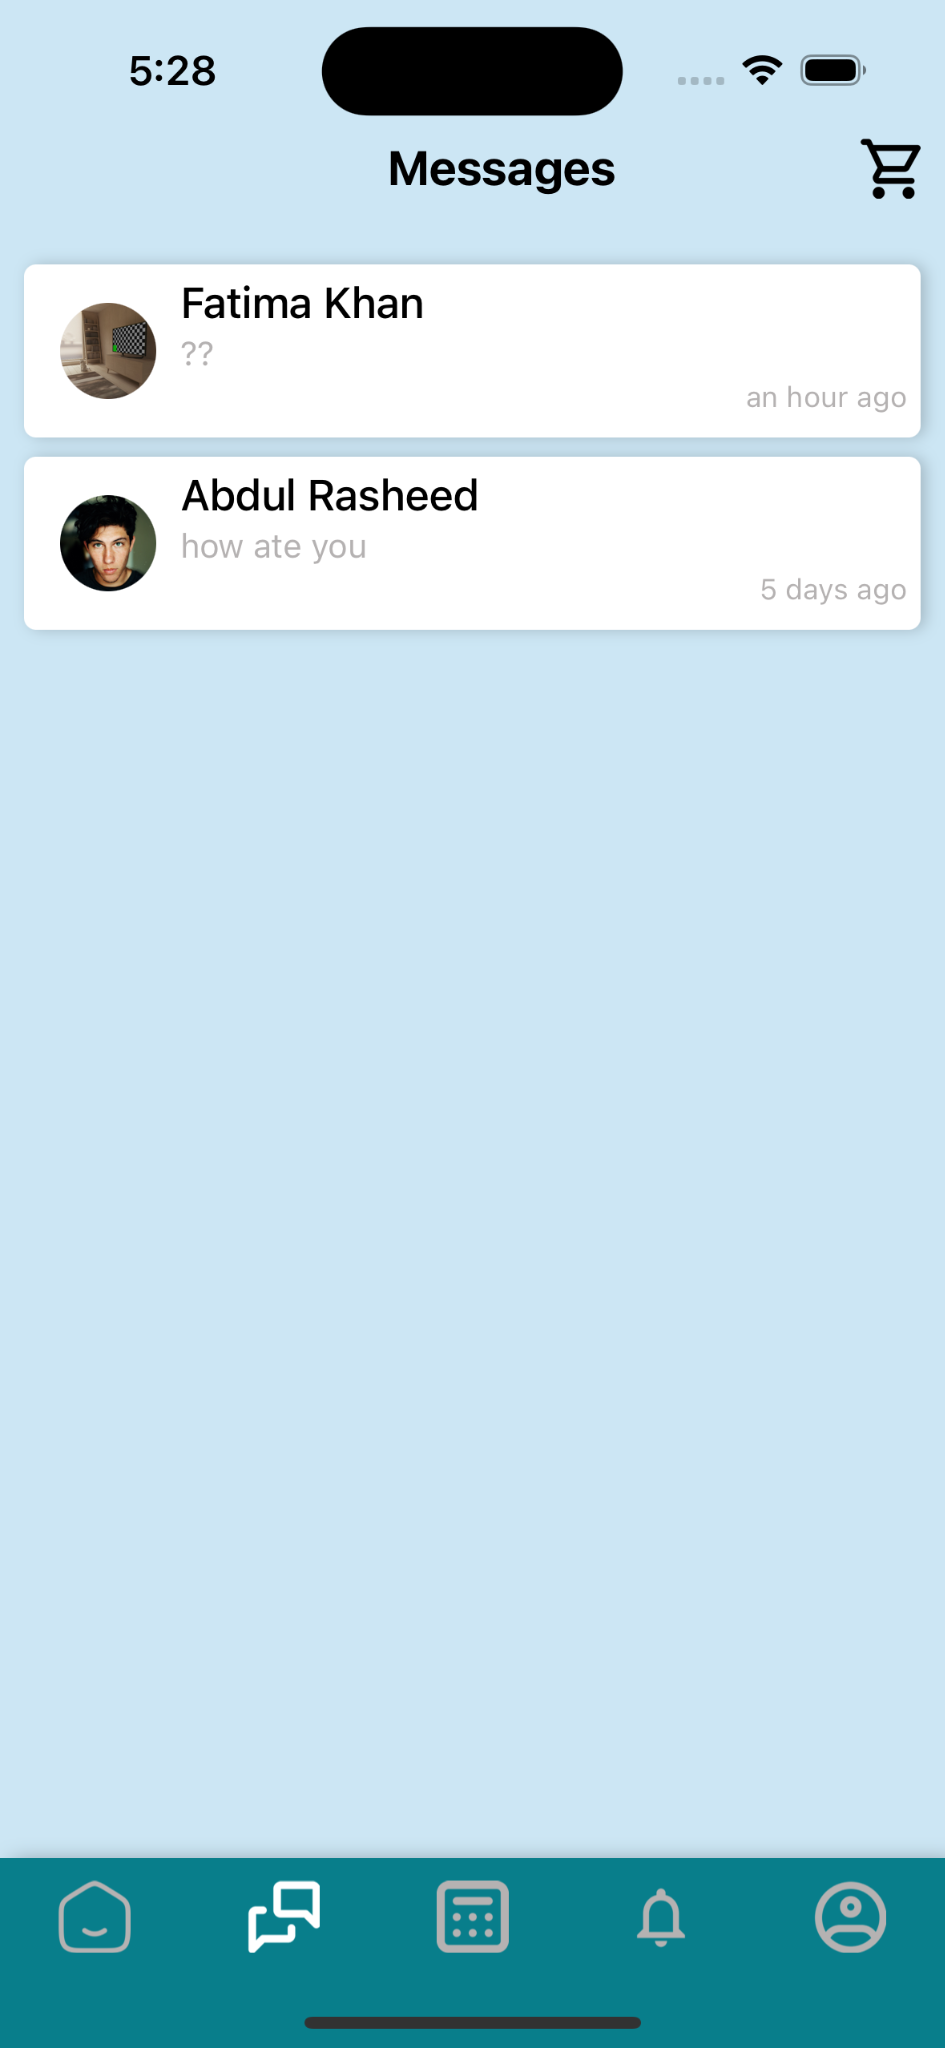 5:28
Messages
Fatima Khan
??
an hour ago
Abdul Rasheed
how ate you
5 days ago